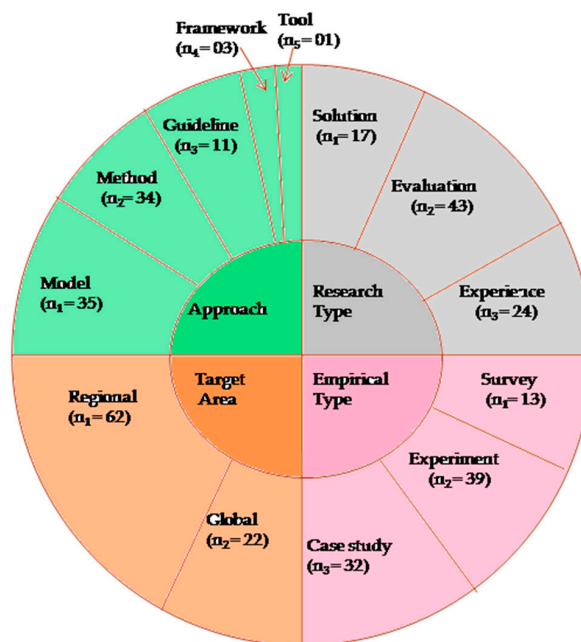 Framework
(n₄= 03)
Tool
(n₅= 01)
Guideline
(n₃= 11)
Method
(n₂= 34)
Model
(n₁= 35)
Approach
Solution
(n₁= 17)
Evaluation
(n₂= 43)
Experience
(n₃= 24)
Research
Type
Regional
(n₁= 62)
Target
Area
Global
(n₂= 22)
Empirical
Type
Survey
(n₁= 13)
Experiment
(n₂= 39)
Case study
(n₃= 32)